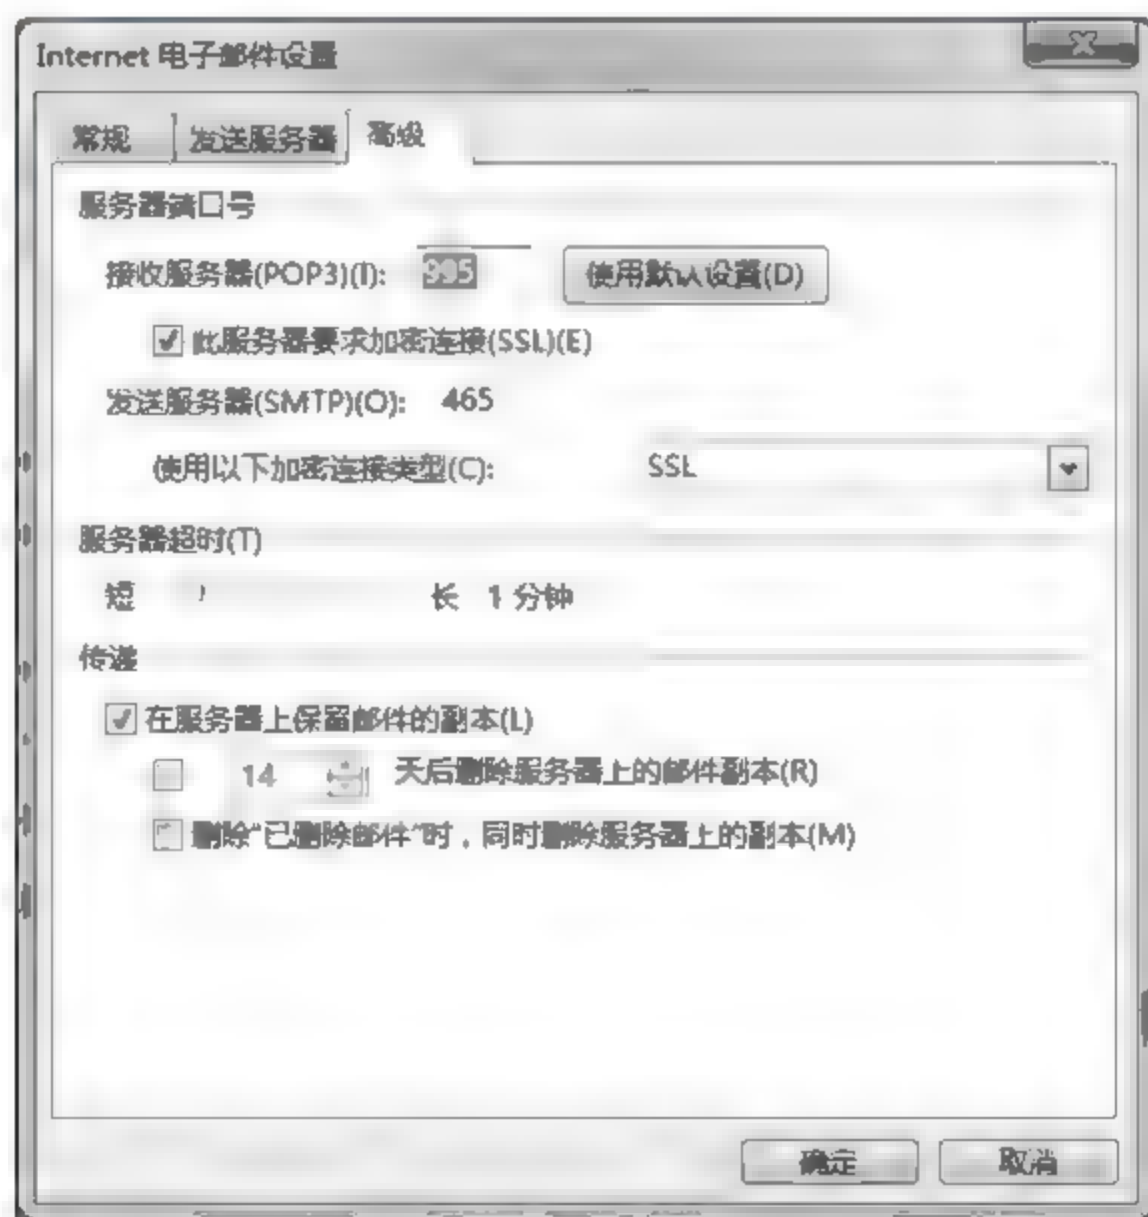 Internet 电子邮件设置
常规 发送服务器 高级
服务器端口号
接收服务器(POP3)(I): 995 使用默认设置(D)
此服务器要求加密连接(SSL)(E)
发送服务器(SMTP)(O): 465
使用以下加密连接类型(C): SSL
服务器超时(T)
短 长 1 分钟
传递
在服务器上保留邮件的副本(L)
14 天后删除服务器上的邮件副本(R)
删除“已删除邮件”时，同时删除服务器上的副本(M)
确定 取消